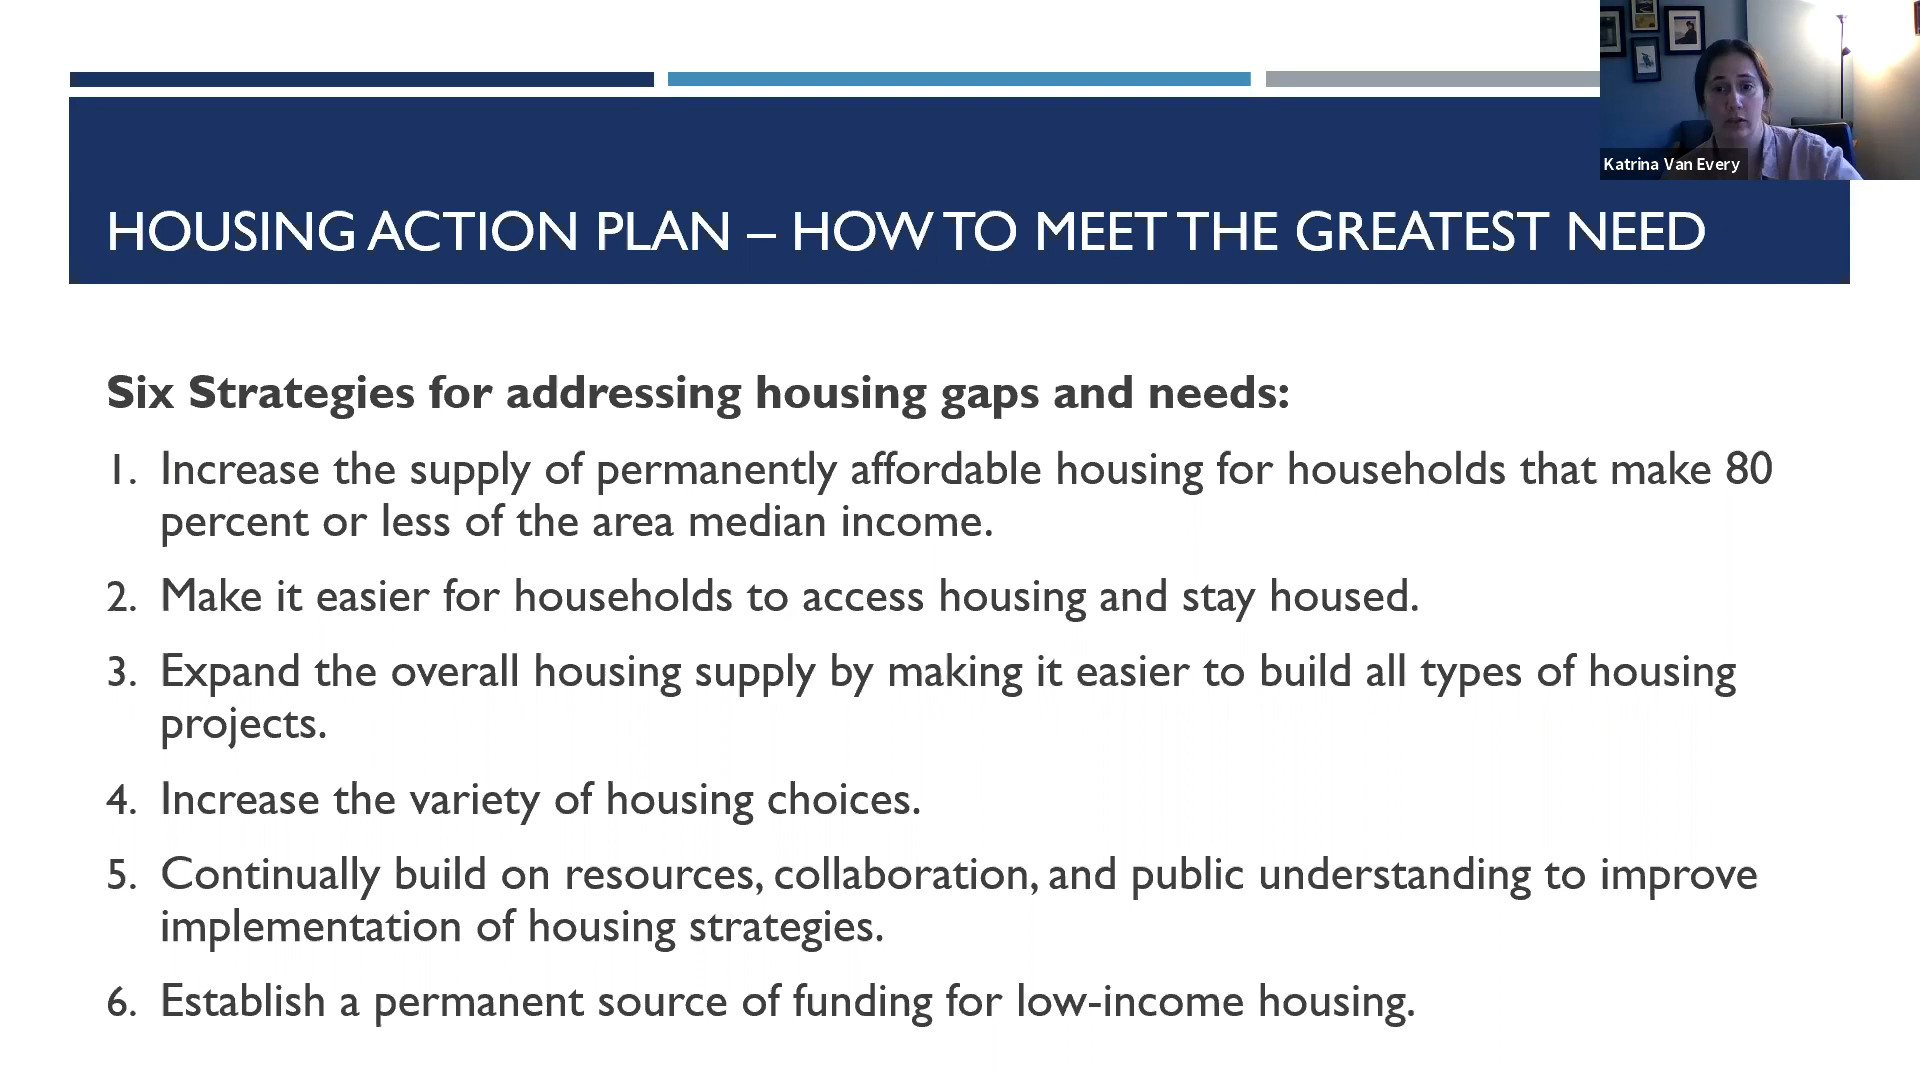 Katrina Van Every
HOUSING ACTION PLAN – HOW TO MEET THE GREATEST NEED
Six Strategies for addressing housing gaps and needs:
1. Increase the supply of permanently affordable housing for households that make 80
percent or less of the area median income.
2. Make it easier for households to access housing and stay housed.
3. Expand the overall housing supply by making it easier to build all types of housing
projects.
4. Increase the variety of housing choices.
5. Continually build on resources, collaboration, and public understanding to improve
implementation of housing strategies.
6. Establish a permanent source of funding for low-income housing.